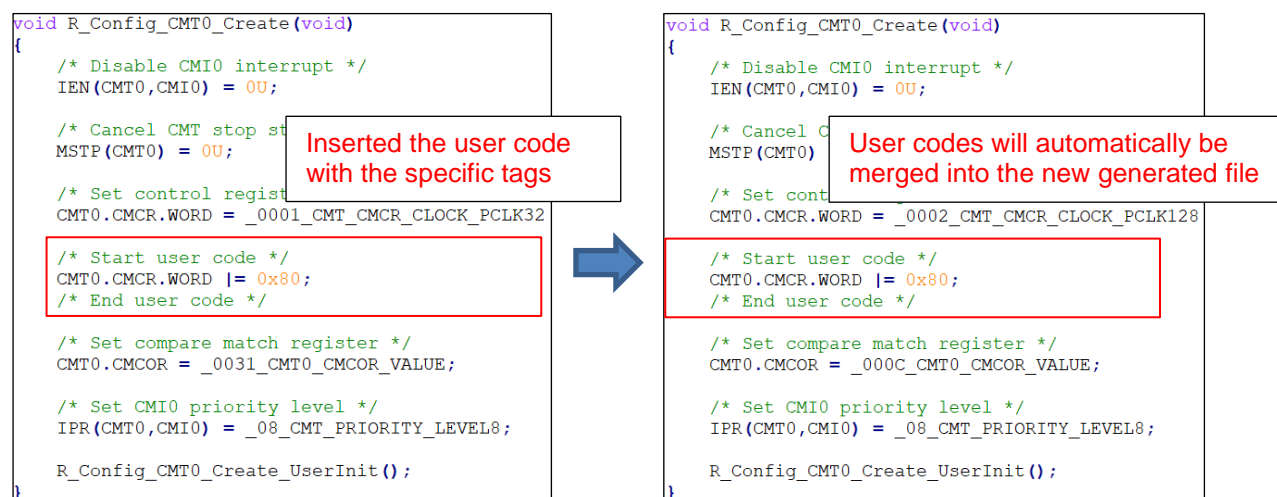 void R_Config_CMT0_Create(void)
{
/* Disable CMI0 interrupt */
IEN(CMT0,CMI0) = 0U;
/* Cancel CMT stop st
MSTP(CMT0) = 0U;
/* Set control regist
CMT0.CMCR.WORD = _0001_CMT_CMCR_CLOCK_PCLK32
/* Start user code */
CMT0.CMCR.WORD |= 0x80;
/* End user code */
/* Set compare match register */
CMT0.CMCOR = _0031_CMT0_CMCOR_VALUE;
/* Set CMI0 priority level */
IPR(CMT0,CMI0) = _08_CMT_PRIORITY_LEVEL8;
R_Config_CMT0_Create_UserInit();
}
Inserted the user code
with the specific tags
void R_Config_CMT0_Create(void)
{
/* Disable CMI0 interrupt */
IEN(CMT0,CMI0) = 0U;
/* Cancel C
MSTP(CMT0)
/* Set cont
CMT0.CMCR.WORD = _0002_CMT_CMCR_CLOCK_PCLK128
/* Start user code */
CMT0.CMCR.WORD |= 0x80;
/* End user code */
/* Set compare match register */
CMT0.CMCOR = _000C_CMT0_CMCOR_VALUE;
/* Set CMI0 priority level */
IPR(CMT0,CMI0) = _08_CMT_PRIORITY_LEVEL8;
R_Config_CMT0_Create_UserInit();
}
User codes will automatically be
merged into the new generated file